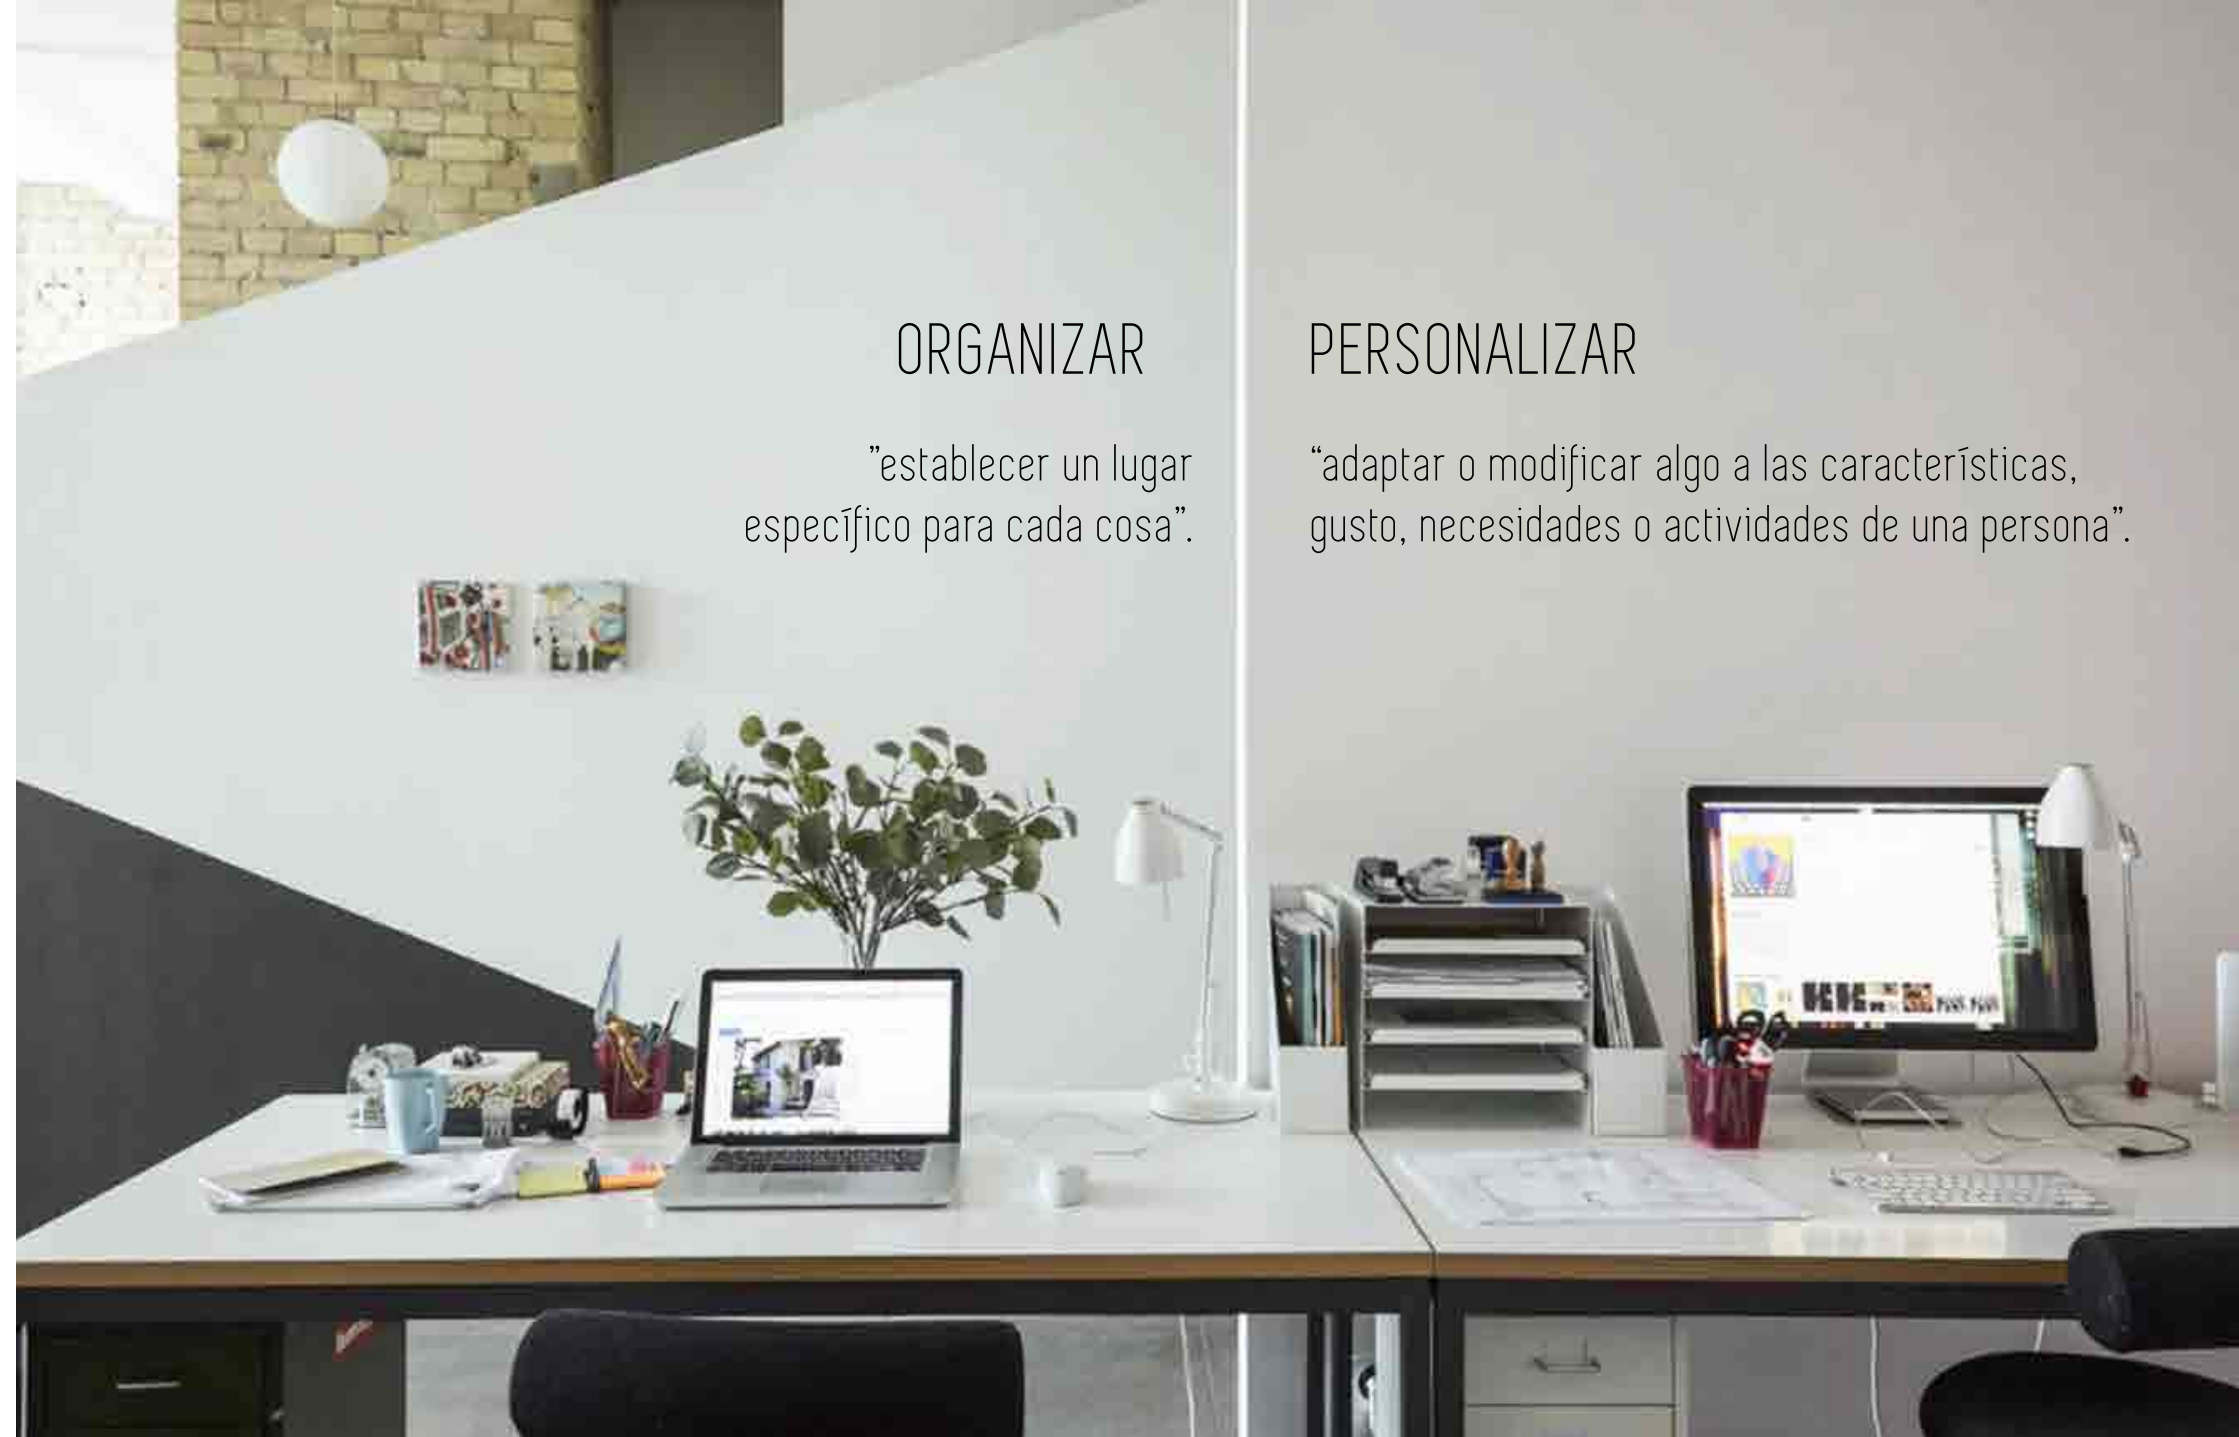 ORGANIZAR
”establecer un lugar
específico para cada cosa”.
PERSONALIZAR
“adaptar o modificar algo a las características,
gusto, necesidades o actividades de una persona”.